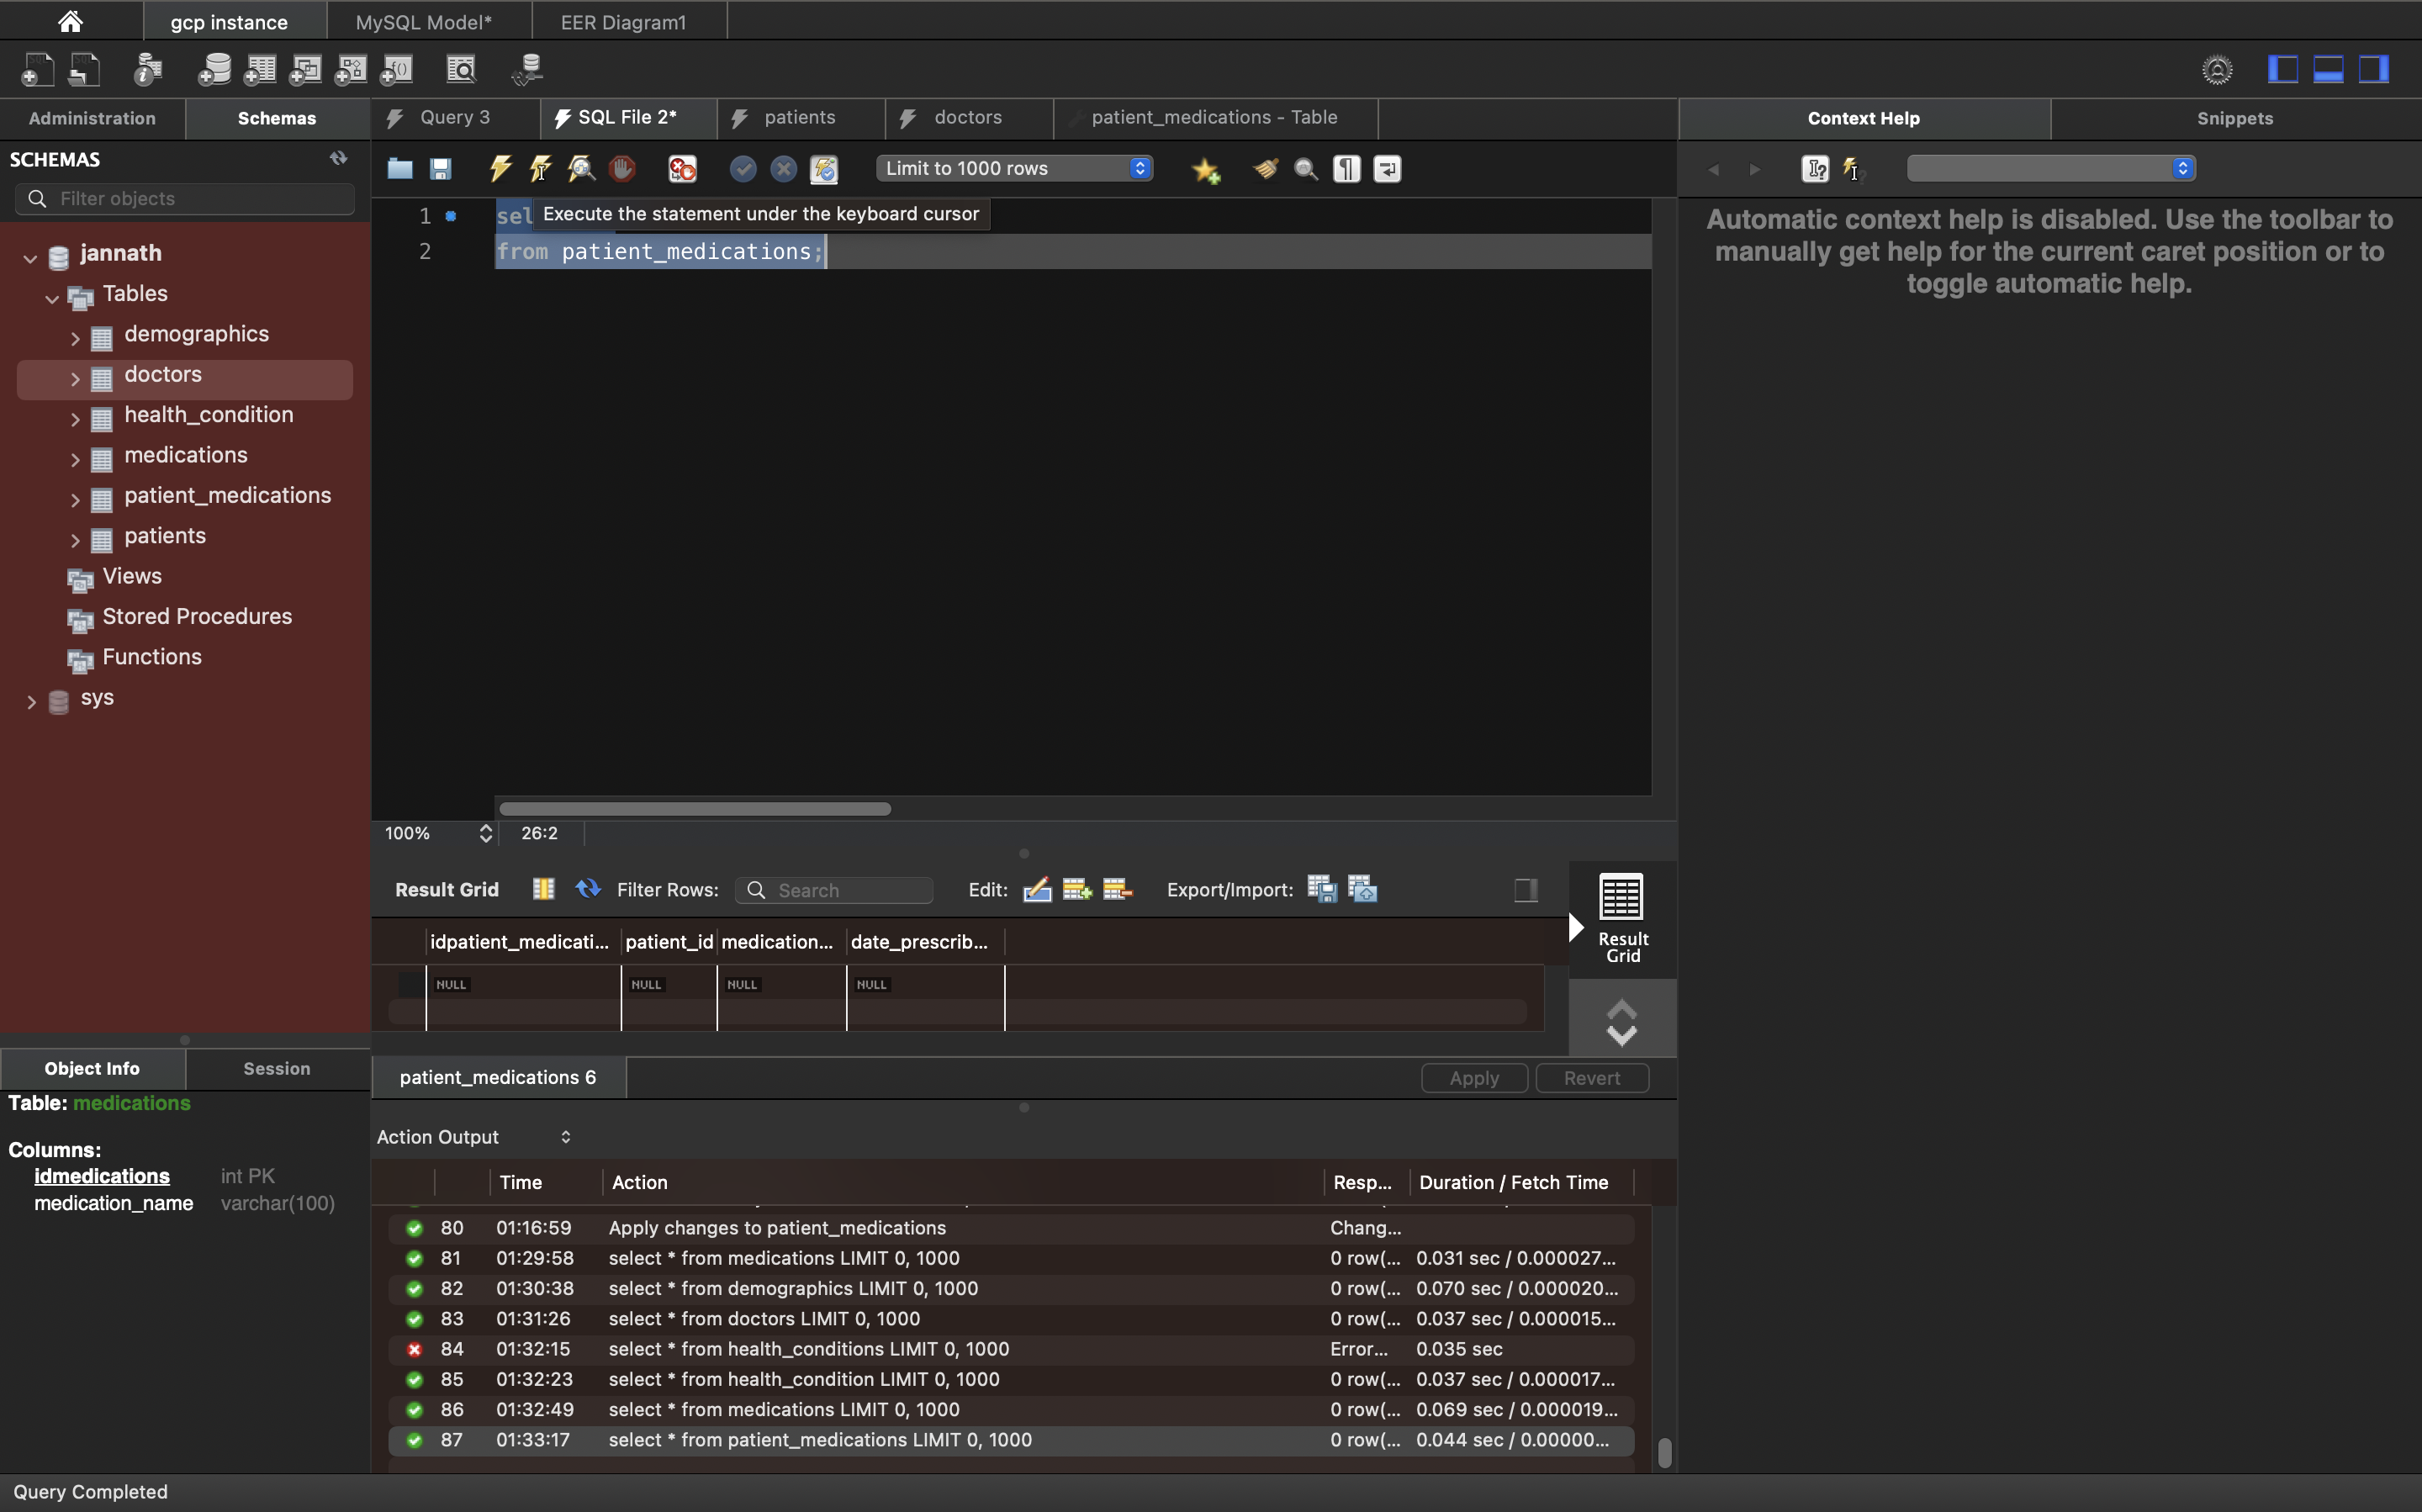 gcp instance
MySQL Model*
EER Diagram1
Administration
Schemas
SCHEMAS
Filter objects
jannath
Tables
demographics
doctors
health_condition
medications
patient_medications
patients
Views
Stored Procedures
Functions
sys
Object Info
Session
Table: medications
Columns:
idmedications int PK
medication_name varchar(100)
Query 3
SQL File 2*
patients
doctors
patient_medications - Table
Limit to 1000 rows
1 sel
Execute the statement under the keyboard cursor
2 from patient_medications;
100% 26:2
Result Grid
Filter Rows:
Search
Edit:
Export/Import:
idpatient_medicati... patient_id medication... date_prescrib...
NULL NULL NULL NULL
Result
Grid
patient_medications 6
Apply
Revert
Action Output
Time Action Resp... Duration / Fetch Time
80 01:16:59 Apply changes to patient_medications Chang...
81 01:29:58 select * from medications LIMIT 0, 1000 0 row(... 0.031 sec / 0.000027...
82 01:30:38 select * from demographics LIMIT 0, 1000 0 row(... 0.070 sec / 0.000020...
83 01:31:26 select * from doctors LIMIT 0, 1000 0 row(... 0.037 sec / 0.000015...
84 01:32:15 select * from health_conditions LIMIT 0, 1000 Error... 0.035 sec
85 01:32:23 select * from health_condition LIMIT 0, 1000 0 row(... 0.037 sec / 0.000017...
86 01:32:49 select * from medications LIMIT 0, 1000 0 row(... 0.069 sec / 0.000019...
87 01:33:17 select * from patient_medications LIMIT 0, 1000 0 row(... 0.044 sec / 0.00000...
Context Help
Snippets
Automatic context help is disabled. Use the toolbar to
manually get help for the current caret position or to
toggle automatic help.
Query Completed